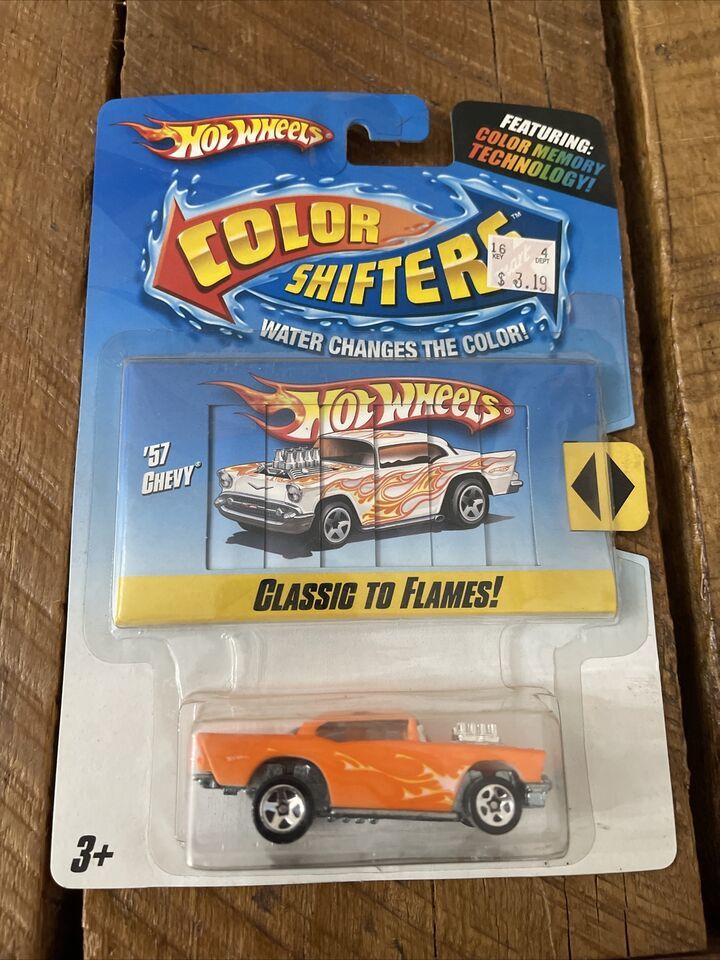 HOT WHEELS®
FEATURING:
COLOR MEMORY
TECHNOLOGY!
COLOR
SHIFTERS™
16 4
KEY DEPT
$ 3.19
WATER CHANGES THE COLOR!
HOT WHEELS®
'57
CHEVY®
CLASSIC TO FLAMES!
3+